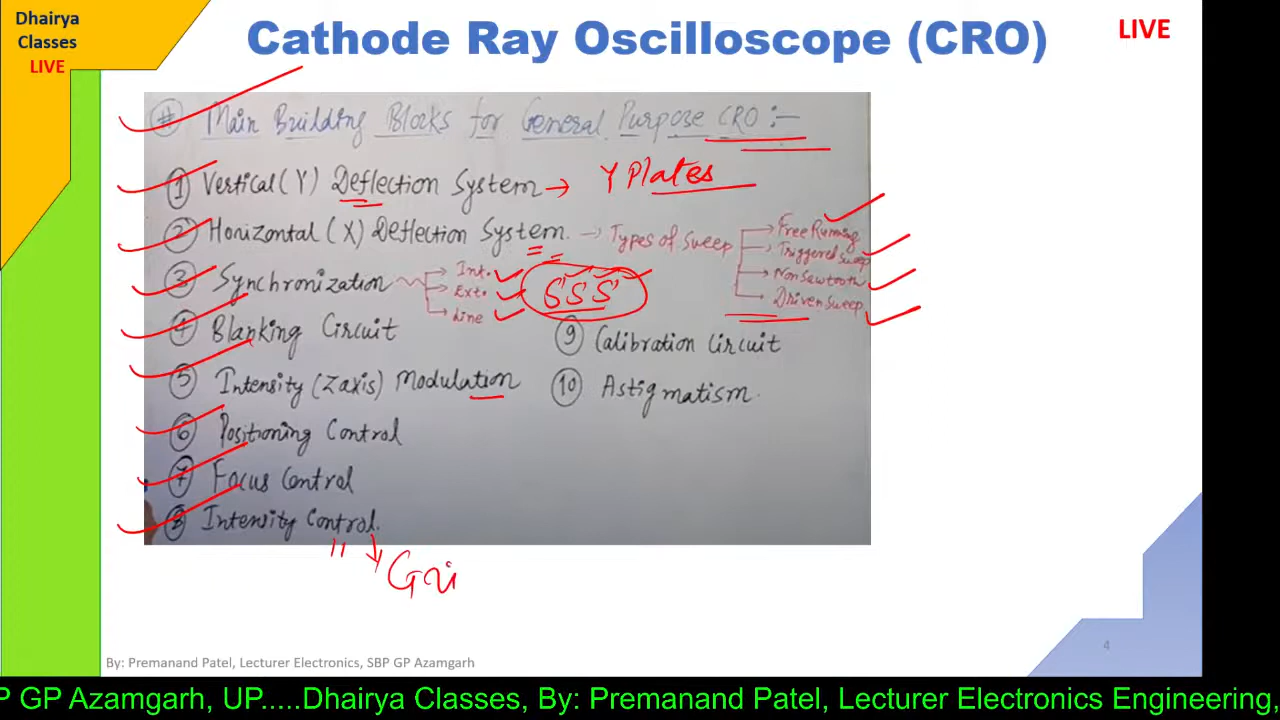 Dhairya
Classes
LIVE
Cathode Ray Oscilloscope (CRO)
LIVE
# Main Building Blocks for General Purpose CRO :-
1 Vertical (Y) Deflection System → Y Plates
2 Horizontal (X) Deflection System. → Types of Sweep
Free Running
Triggered Sweep
Non Sawtooth
Driven Sweep
3 Synchronization
Int.
Ext.
Line
SSS
4 Blanking Circuit
5 Intensity (Z axis) Modulation
6 Positioning Control
7 Focus Control
8 Intensity Control.
Gri
9 Calibration Circuit
10 Astigmatism.
By: Premanand Patel, Lecturer Electronics, SBP GP Azamgarh
4
P GP Azamgarh, UP.....Dhairya Classes, By: Premanand Patel, Lecturer Electronics Engineering,